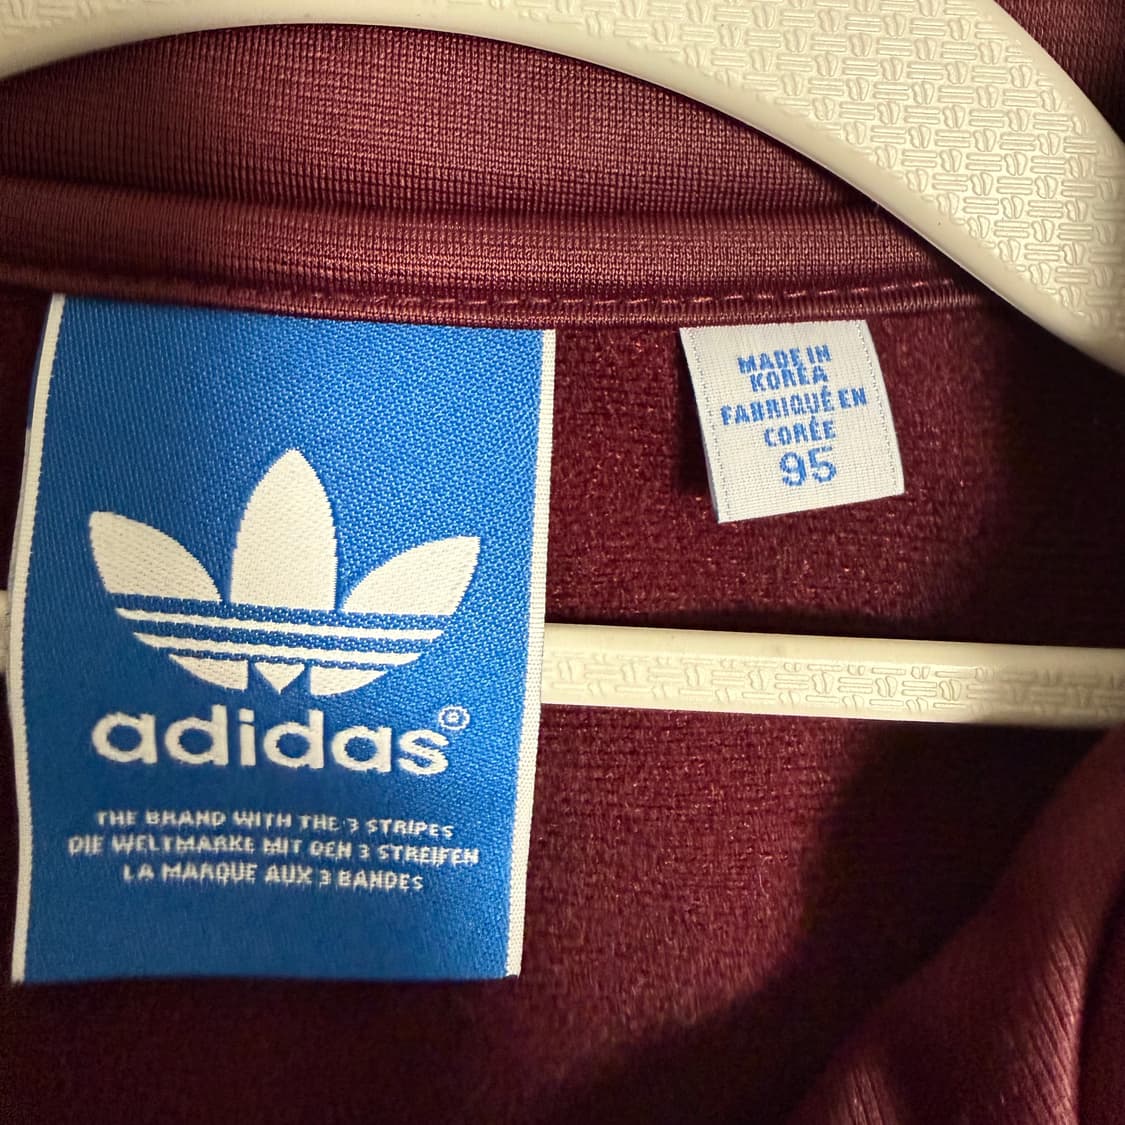 adidas®
THE BRAND WITH THE 3 STRIPES
DIE WELTMARKE MIT DEN 3 STREIFEN
LA MARQUE AUX 3 BANDES
MADE IN
KOREA
FABRIQUÉ EN
CORÉE
95